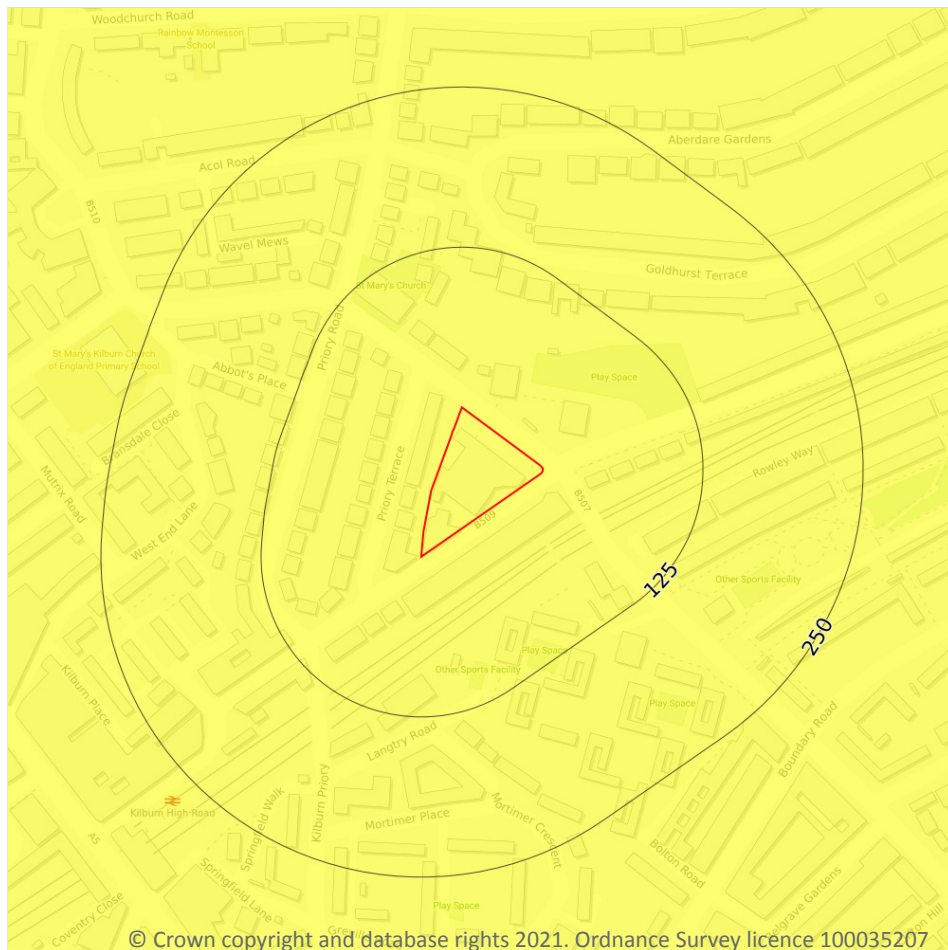 Woodchurch Road
Rainbow Montessori
School
Aberdare Gardens
Acol Road
B510
Wavel Mews
Goldhurst Terrace
St Mary's Church
Priory Road
St Mary's Kilburn Church
of England Primary School
Abbot's Place
Play Space
Bransdale Close
Priory Terrace
Rowley Way
Mutrix Road
B507
B509
West End Lane
125
Other Sports Facility
250
Play Space
Other Sports Facility
Kilburn Place
Play Space
Langtry Road
Boundary Road
Kilburn Priory
Springfield Walk
Kilburn High Road
Mortimer Place
Mortimer Crescent
A5
Bolton Road
Springfield Lane
Belgrave Gardens
Coventry Close
Play Space
© Crown copyright and database rights 2021. Ordnance Survey licence 100035207